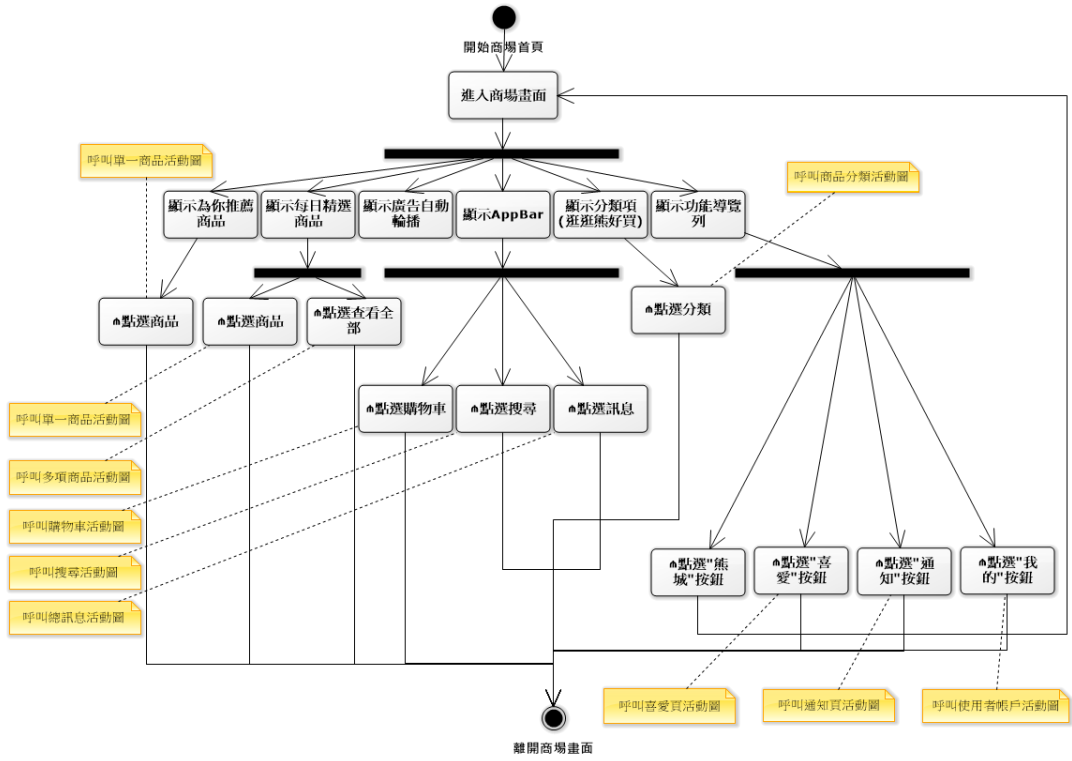 開始商場首頁
進入商場畫面
呼叫單一商品活動圖
呼叫商品分類活動圖
顯示為你推薦
商品
顯示每日精選
商品
顯示廣告自動
輪播
顯示AppBar
顯示分類項
(逛逛熊好買)
顯示功能導覽
列
點選商品
點選商品
點選查看全
部
點選分類
點選購物車
點選搜尋
點選訊息
呼叫單一商品活動圖
呼叫多項商品活動圖
呼叫購物車活動圖
呼叫搜尋活動圖
呼叫總訊息活動圖
點選"熊
城"按鈕
點選"喜
愛"按鈕
點選"通
知"按鈕
點選"我
的"按鈕
呼叫喜愛頁活動圖
呼叫通知頁活動圖
呼叫使用者帳戶活動圖
離開商場畫面